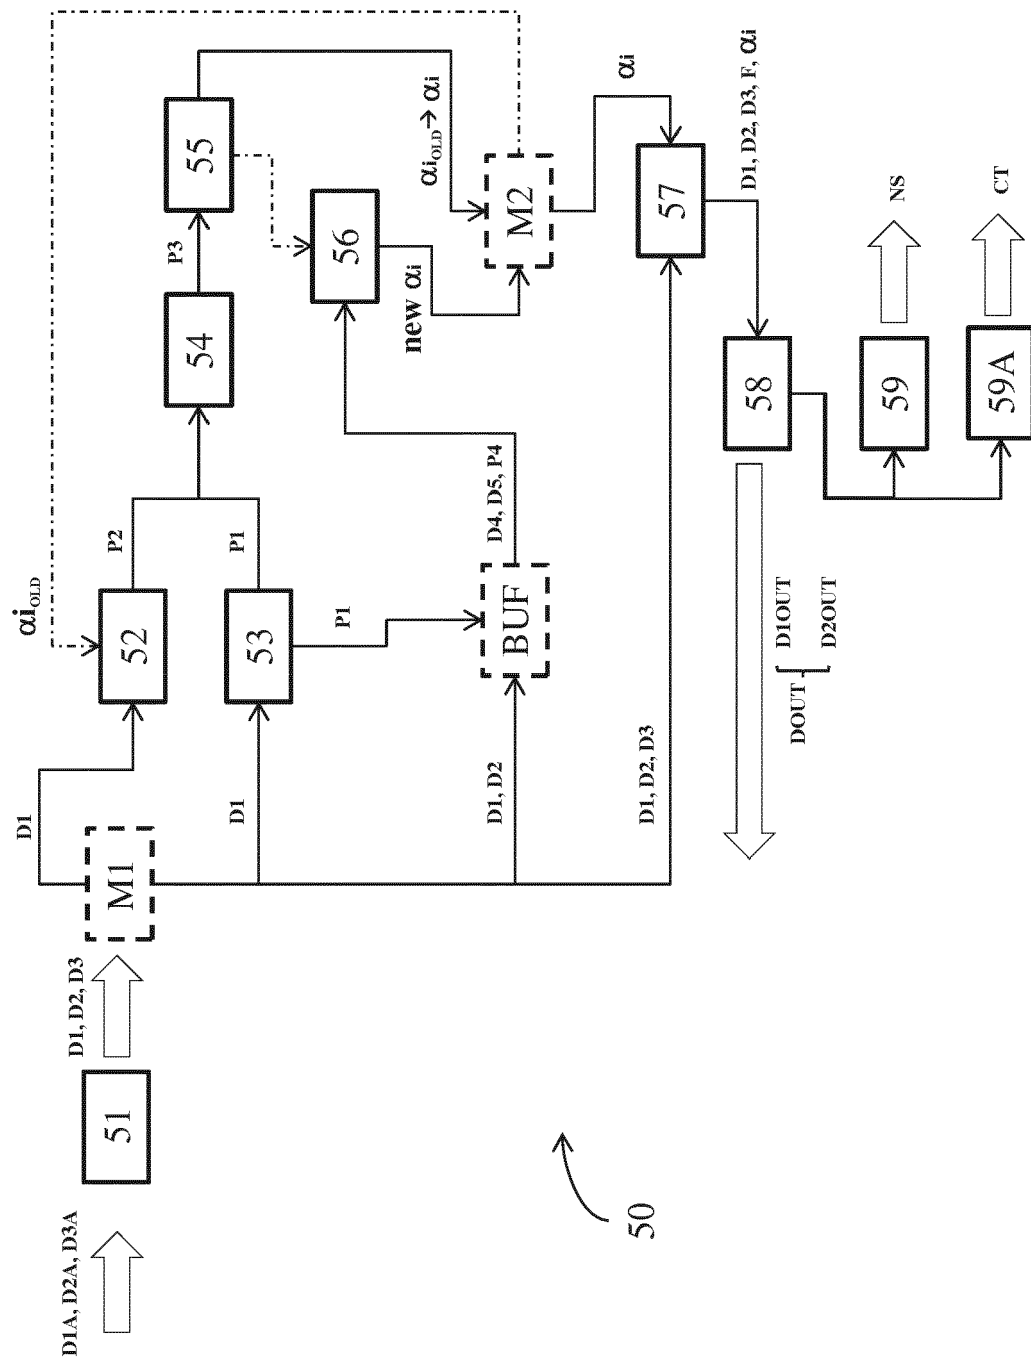 D1A, D2A, D3A
51
D1, D2, D3
M1
D1
D1
D1, D2
D1, D2, D3
αiOLD
52
53
P2
P1
P1
BUF
D4, D5, P4
54
P3
55
56
new αi
αiOLD→ αi
M2
αi
57
D1, D2, D3, F, αi
58
DOUT
D1OUT
D2OUT
59
NS
59A
CT
50